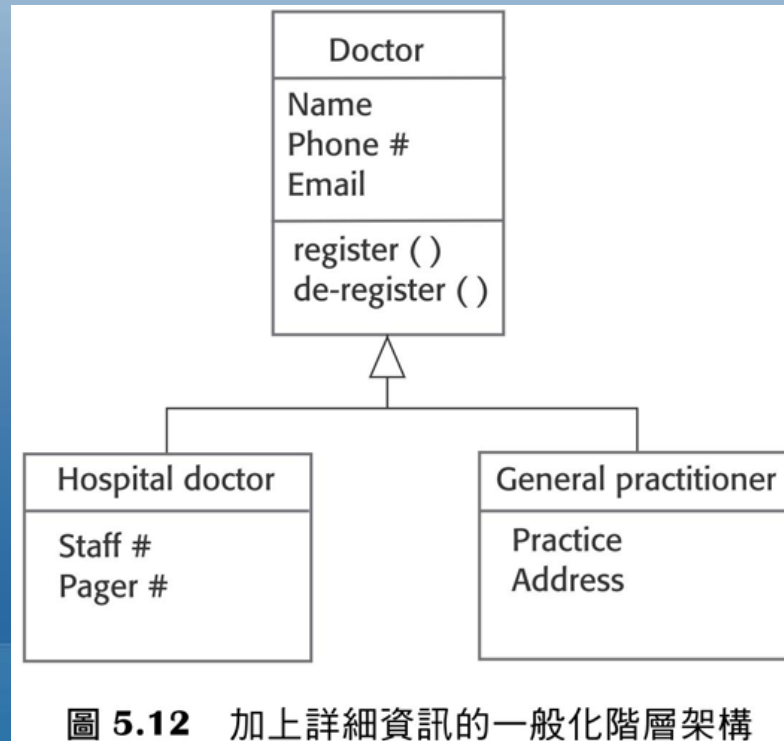 Doctor
Name
Phone #
Email
register ( )
de-register ( )
Hospital doctor
Staff #
Pager #
General practitioner
Practice
Address
圖 5.12 加上詳細資訊的一般化階層架構